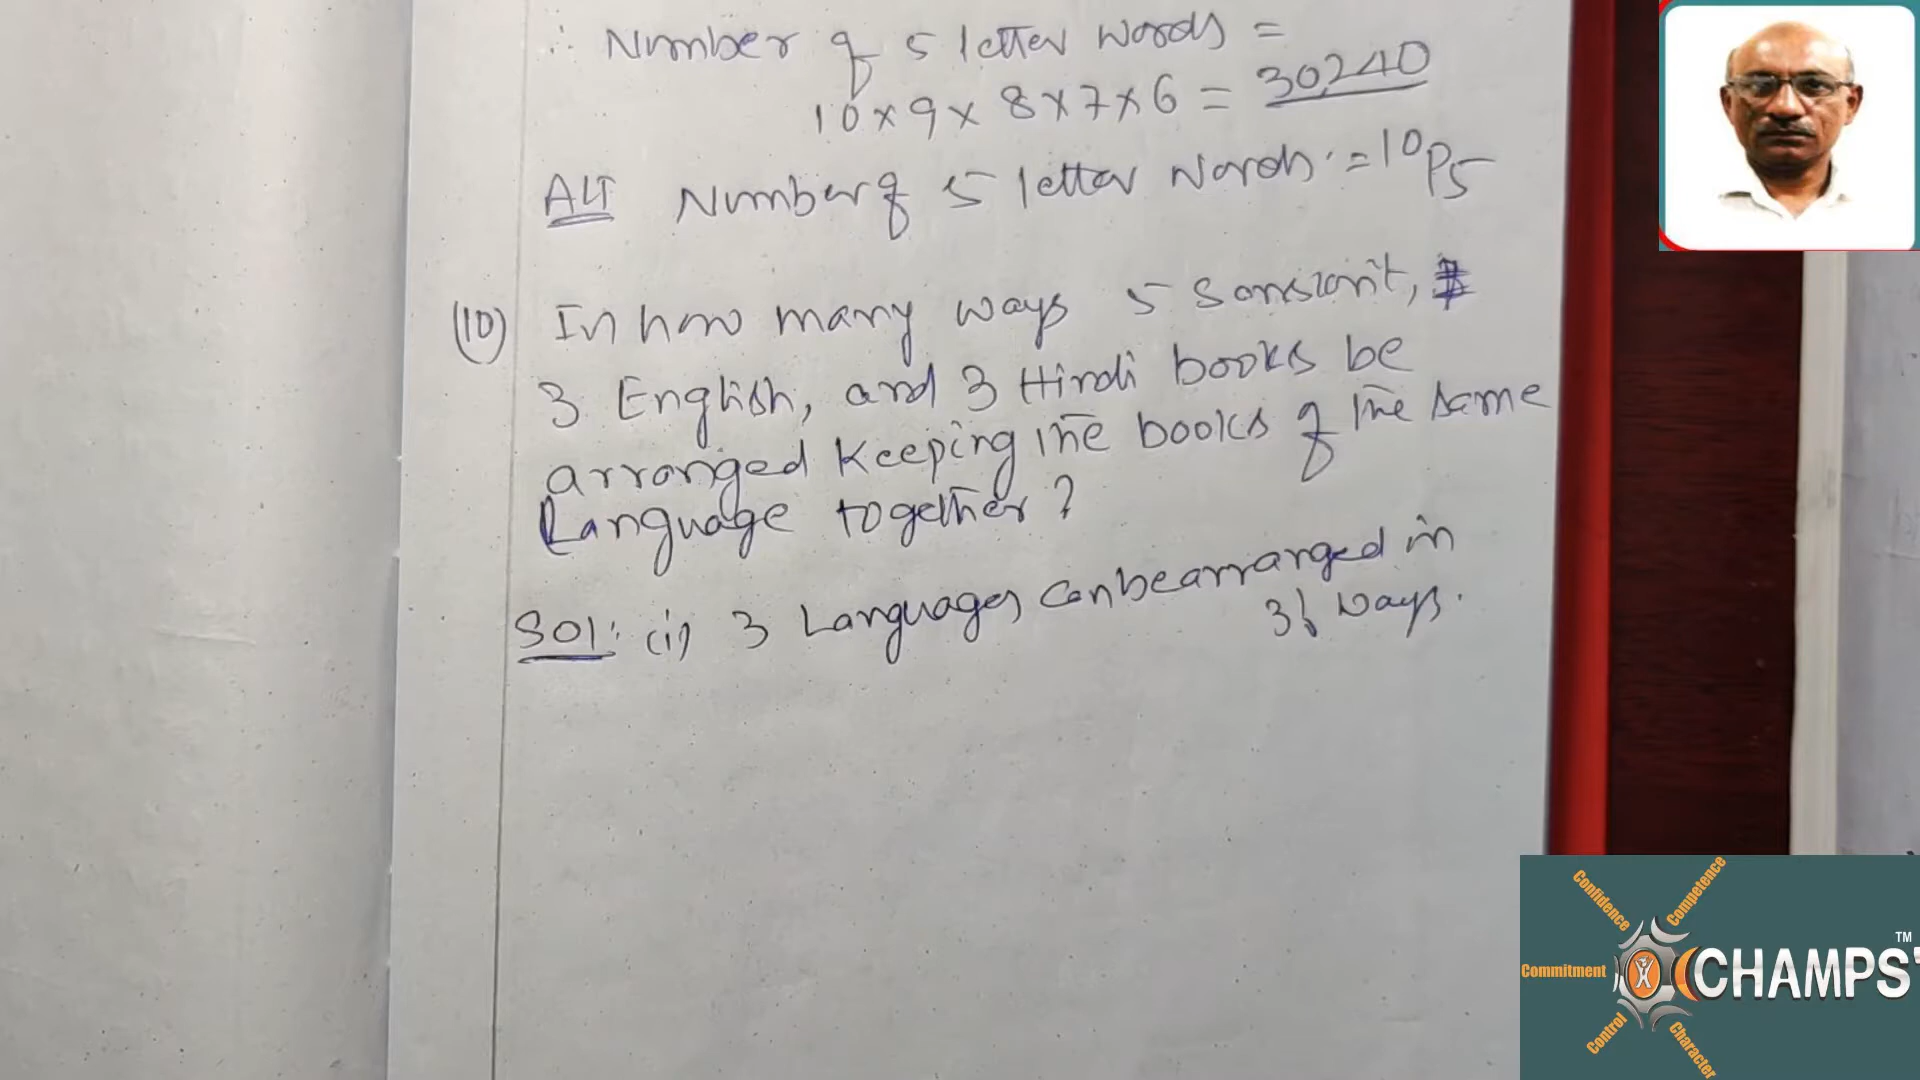 ∴ Number of 5 letter words =
10 x 9 x 8 x 7 x 6 = 30,240
ALT Number of 5 letter words = 10P5
(10) In how many ways 5 Sanskrit,
3 English, and 3 Hindi books be
arranged keeping the books of the same
Language together?
Sol: (i) 3 Languages can be arranged in
3! ways.
Confidence
Competence
Commitment
CHAMPS
TM
Control
Character